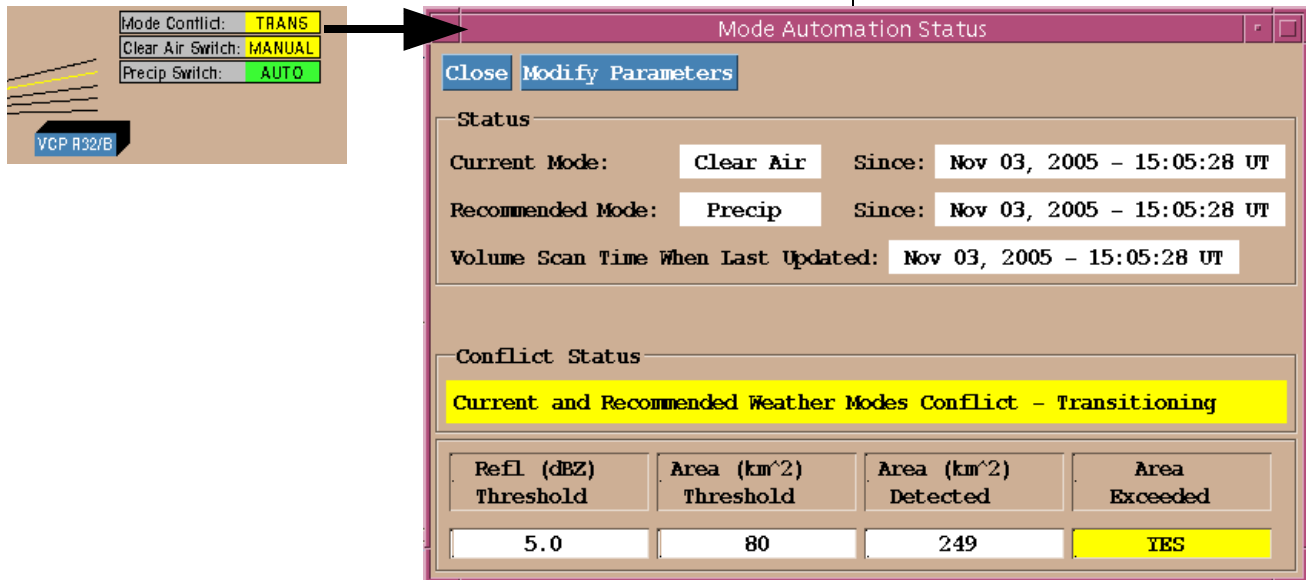 Mode Conflict: TRANS
Clear Air Switch: MANUAL
Precip Switch: AUTO
VCP R32/B
Mode Automation Status
Close Modify Parameters
Status
Current Mode: Clear Air Since: Nov 03, 2005 - 15:05:28 UT
Recommended Mode: Precip Since: Nov 03, 2005 - 15:05:28 UT
Volume Scan Time When Last Updated: Nov 03, 2005 - 15:05:28 UT
Conflict Status
Current and Recommended Weather Modes Conflict - Transitioning
Refl (dBZ) Area (km^2) Area (km^2) Area
Threshold Threshold Detected Exceeded
5.0 80 249 YES